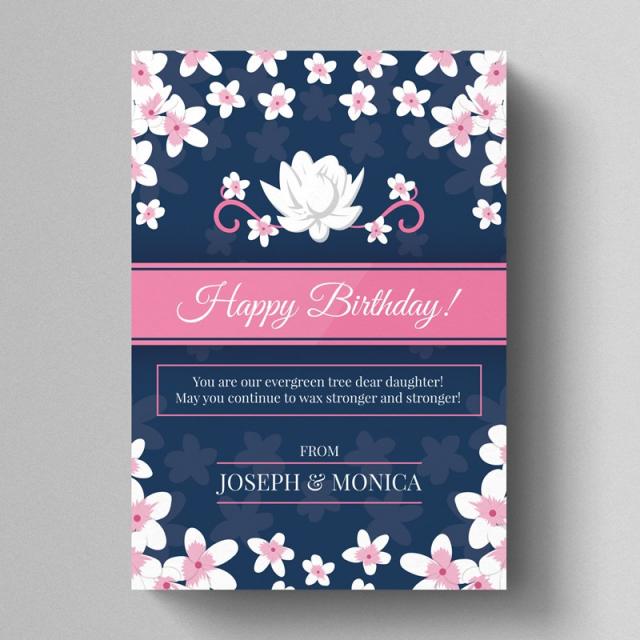 Happy Birthday!
You are our evergreen tree dear daughter!
May you continue to wax stronger and stronger!
FROM
JOSEPH & MONICA